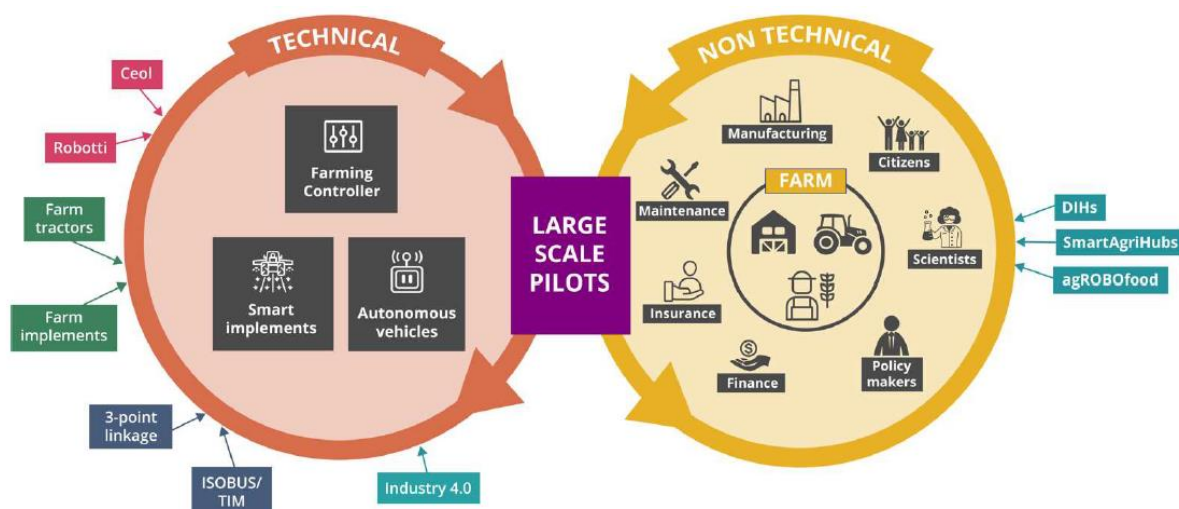 TECHNICAL
Ceol
Robotti
Farm
tractors
Farm
implements
3-point
linkage
ISOBUS/
TIM
Industry 4.0
Farming
Controller
Smart
implements
Autonomous
vehicles
LARGE
SCALE
PILOTS
NON TECHNICAL
Manufacturing
Citizens
Maintenance
FARM
Scientists
Insurance
Finance
Policy
makers
DIHs
SmartAgriHubs
agROBOfood